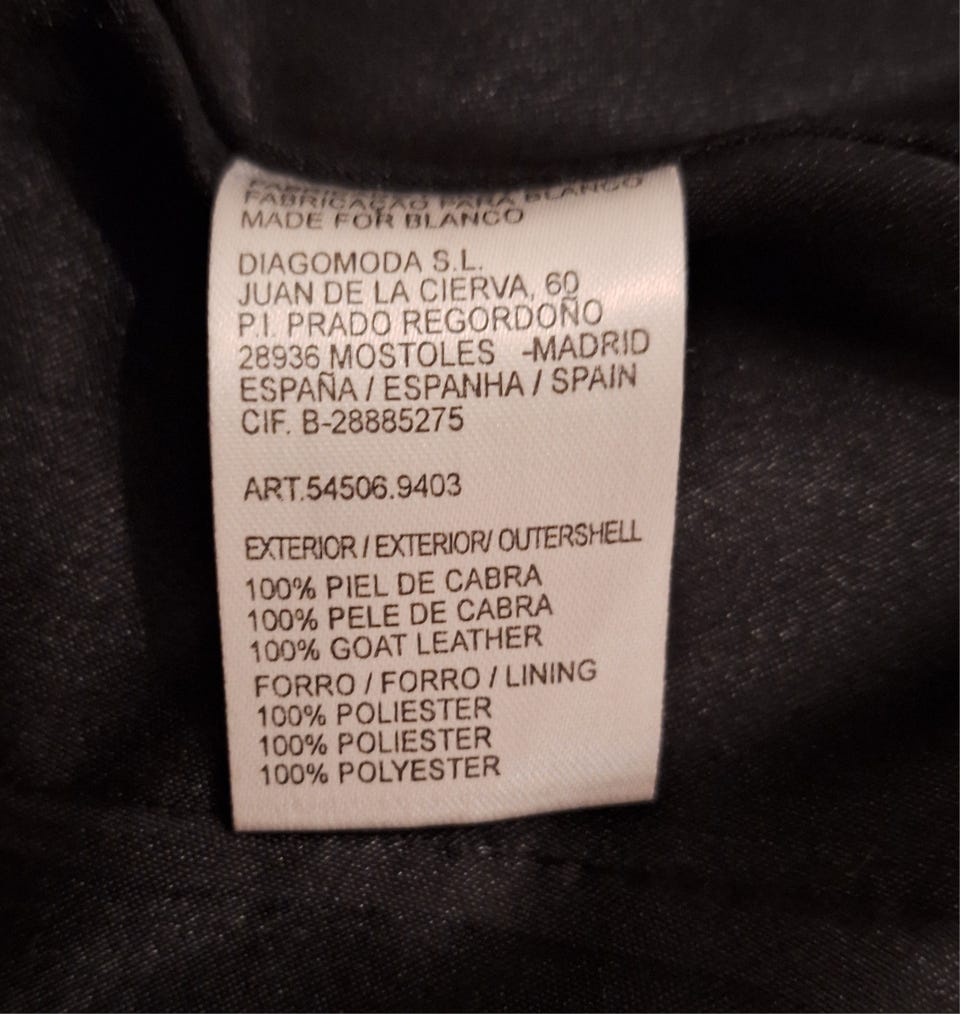 FABRICAÇAO PARA BLANCO
MADE FOR BLANCO
DIAGOMODA S.L.
JUAN DE LA CIERVA, 60
P.I. PRADO REGORDOÑO
28936 MOSTOLES -MADRID
ESPAÑA / ESPANHA / SPAIN
CIF. B-28885275
ART.54506.9403
EXTERIOR / EXTERIOR/ OUTERSHELL
100% PIEL DE CABRA
100% PELE DE CABRA
100% GOAT LEATHER
FORRO / FORRO / LINING
100% POLIESTER
100% POLIESTER
100% POLYESTER